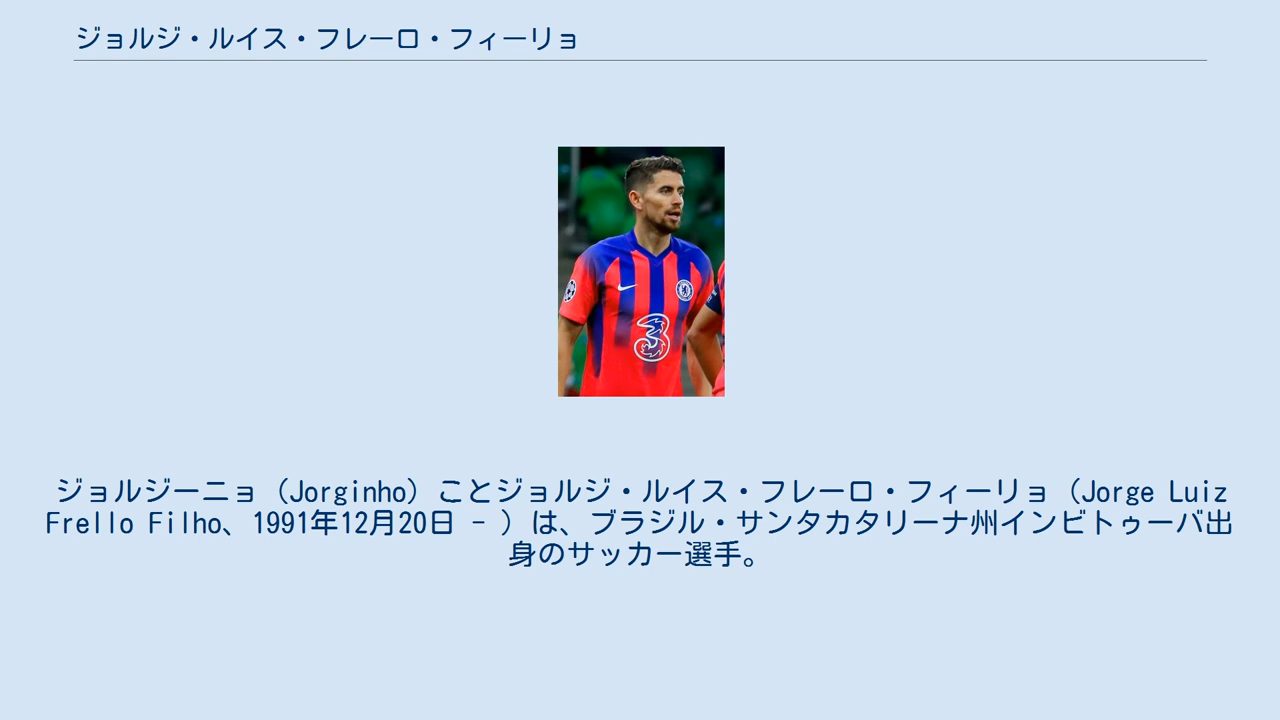 ジョルジ・ルイス・フレーロ・フィーリョ
3
ジョルジーニョ（Jorginho）ことジョルジ・ルイス・フレーロ・フィーリョ（Jorge Luiz
Frello Filho、1991年12月20日 - ）は、ブラジル・サンタカタリーナ州インビトゥーバ出
身のサッカー選手。